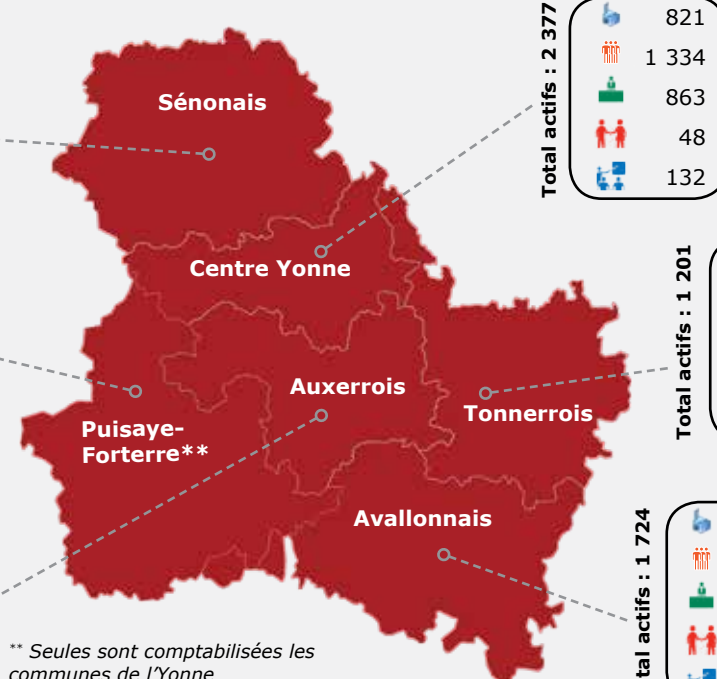 Total actifs : 2 377
821
1 334
863
48
132
Sénonais
Centre Yonne
Total actifs : 1 201
Auxerrois
Tonnerrois
Puisaye-
Forterre**
Avallonnais
tal actifs : 1 724
** Seules sont comptabilisées les
communes de l'Yonne